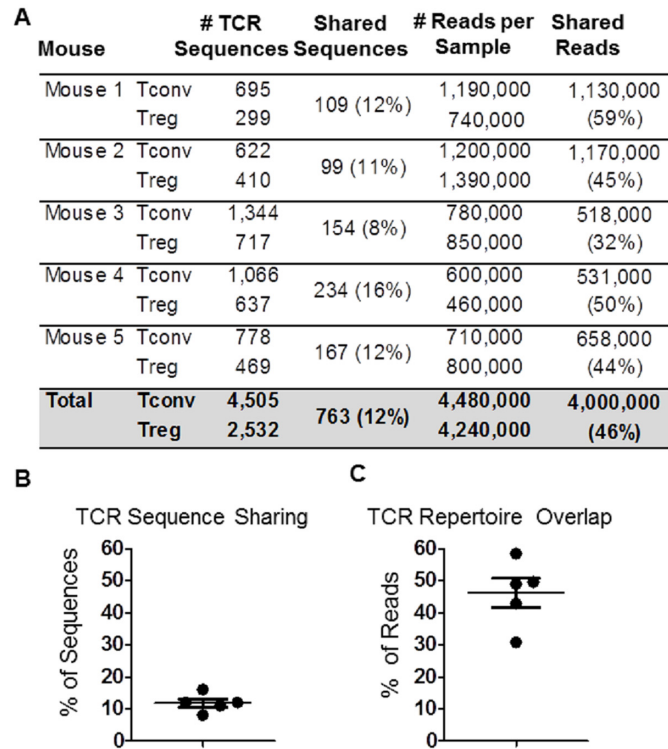 A
Mouse # TCR Sequences Shared Sequences # Reads per Sample Shared Reads
Mouse 1 Tconv 695 109 (12%) 1,190,000 1,130,000
Treg 299 740,000 (59%)
Mouse 2 Tconv 622 99 (11%) 1,200,000 1,170,000
Treg 410 1,390,000 (45%)
Mouse 3 Tconv 1,344 154 (8%) 780,000 518,000
Treg 717 850,000 (32%)
Mouse 4 Tconv 1,066 234 (16%) 600,000 531,000
Treg 637 460,000 (50%)
Mouse 5 Tconv 778 167 (12%) 710,000 658,000
Treg 469 800,000 (44%)
Total Tconv 4,505 763 (12%) 4,480,000 4,000,000
Treg 2,532 4,240,000 (46%)
B
TCR Sequence Sharing
% of Sequences
60
50
40
30
20
10
0
C
TCR Repertoire Overlap
% of Reads
60
50
40
30
20
10
0